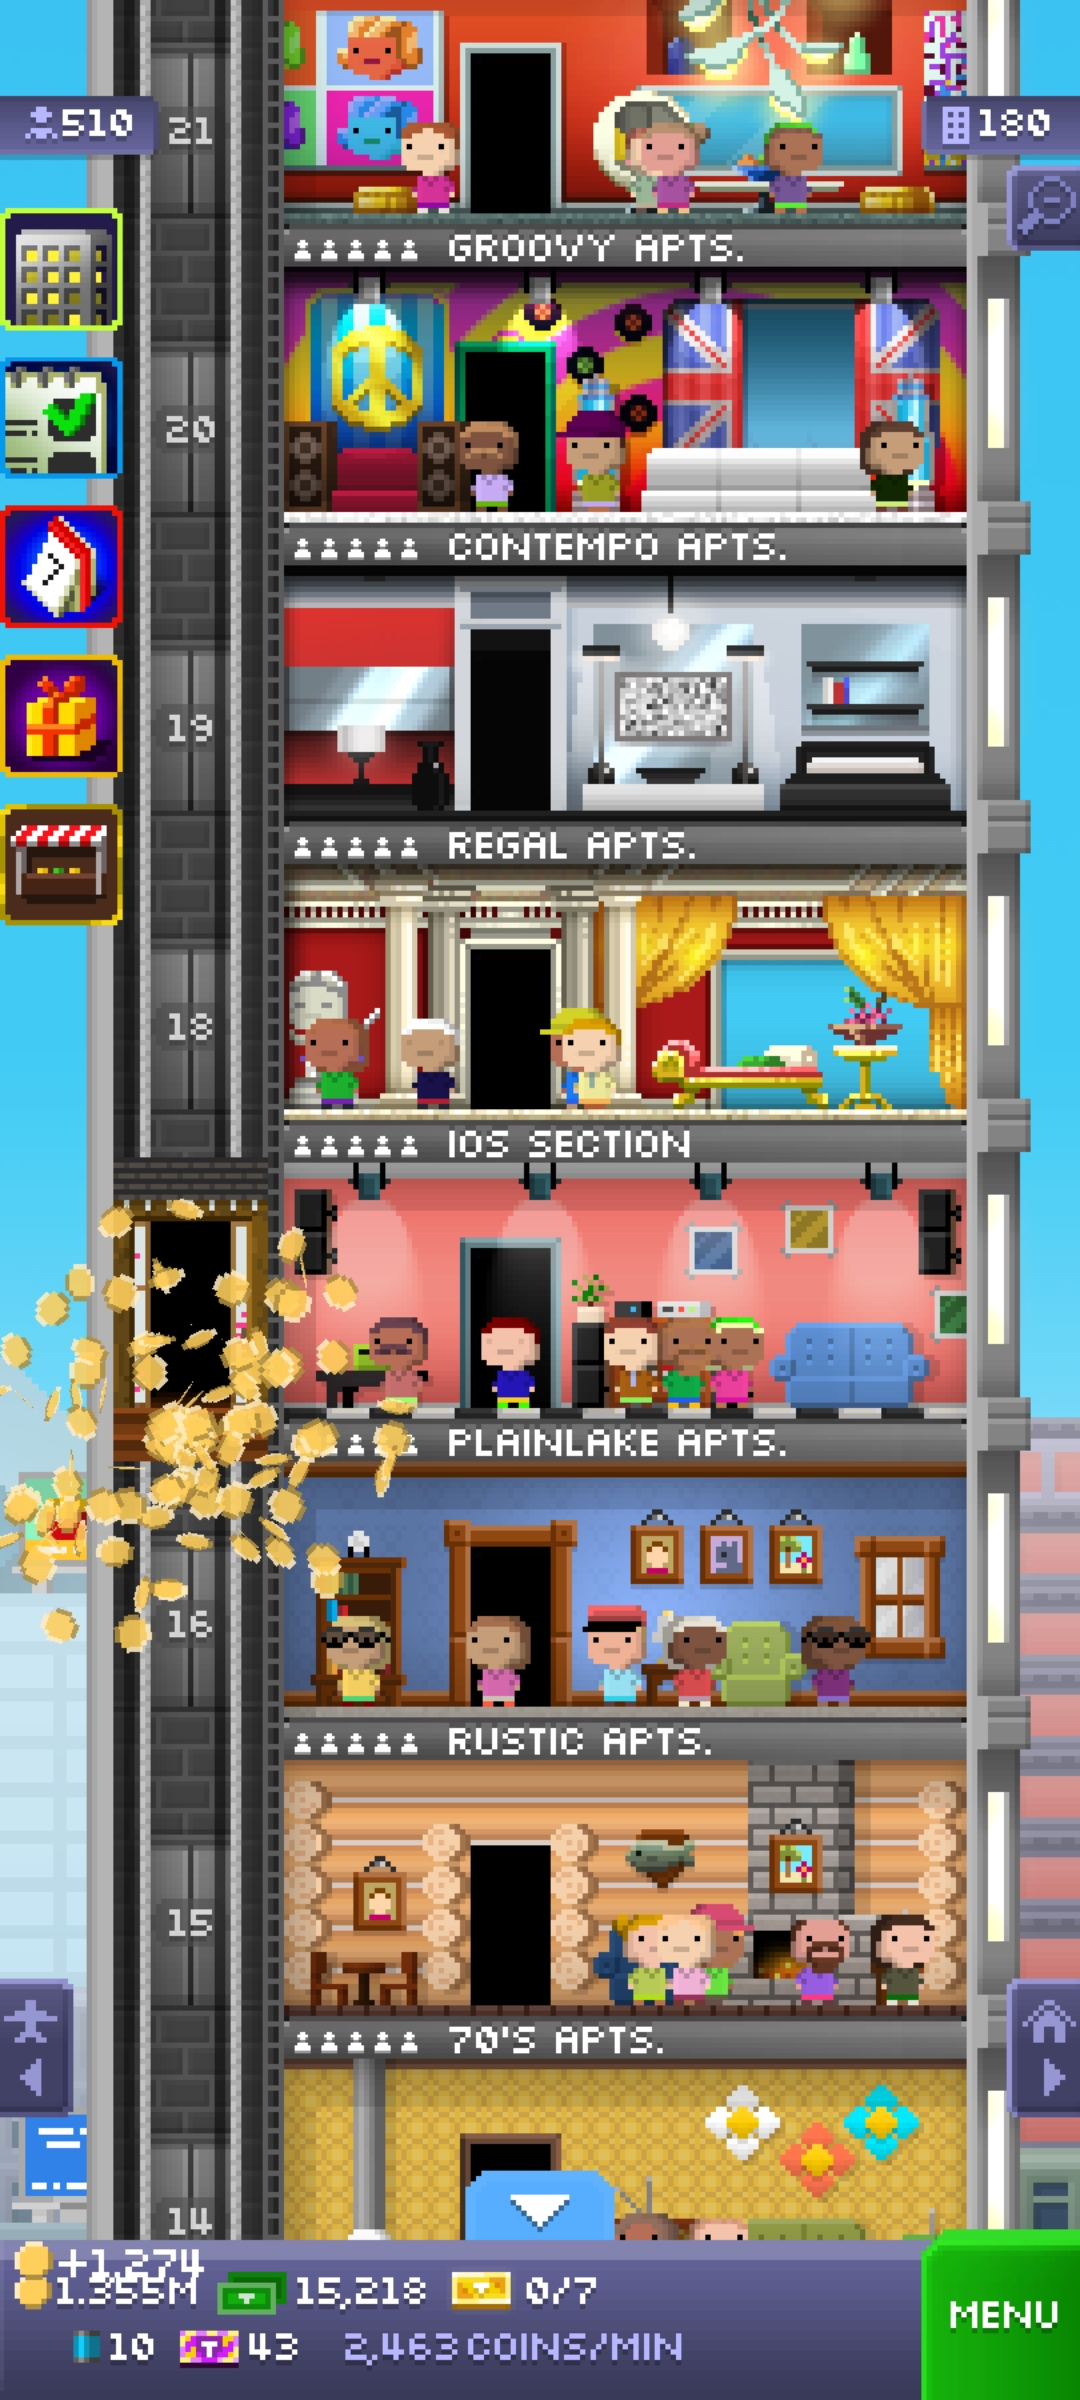 510
21
180
GROOVY APTS.
20
CONTEMPO APTS.
19
REGAL APTS.
18
IOS SECTION
PLAINLAKE APTS.
16
RUSTIC APTS.
15
70'S APTS.
14
+1,274
1.355M 15,218 0/7
10 T 43 2,463 COINS/MIN
MENU